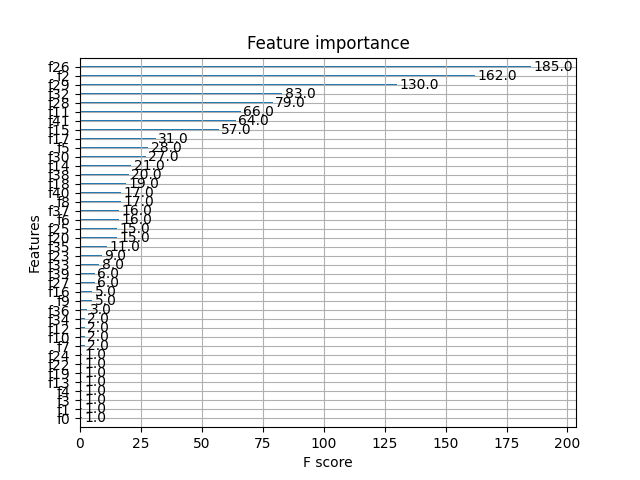 Feature importance
f26 185.0
f2 162.0
f29 130.0
f32 83.0
f28 79.0
f11 66.0
f41 64.0
f15 57.0
f17 31.0
f5 28.0
f30 27.0
f14 21.0
f38 20.0
f18 19.0
f40 17.0
f8 17.0
f37 16.0
f6 16.0
f25 15.0
f20 15.0
f35 11.0
f23 9.0
f33 8.0
f39 6.0
f27 6.0
f16 5.0
f9 5.0
f36 3.0
f34 2.0
f12 2.0
f10 2.0
f7 2.0
f24 1.0
f22 1.0
f19 1.0
f13 1.0
f4 1.0
f3 1.0
f1 1.0
f0 1.0
Features
0 25 50 75 100 125 150 175 200
F score